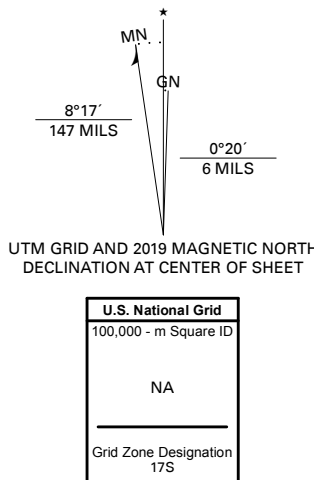 ★
MN
GN
8°17´
147 MILS
0°20´
6 MILS
UTM GRID AND 2019 MAGNETIC NORTH
DECLINATION AT CENTER OF SHEET
U.S. National Grid
100,000 - m Square ID
NA
Grid Zone Designation
17S